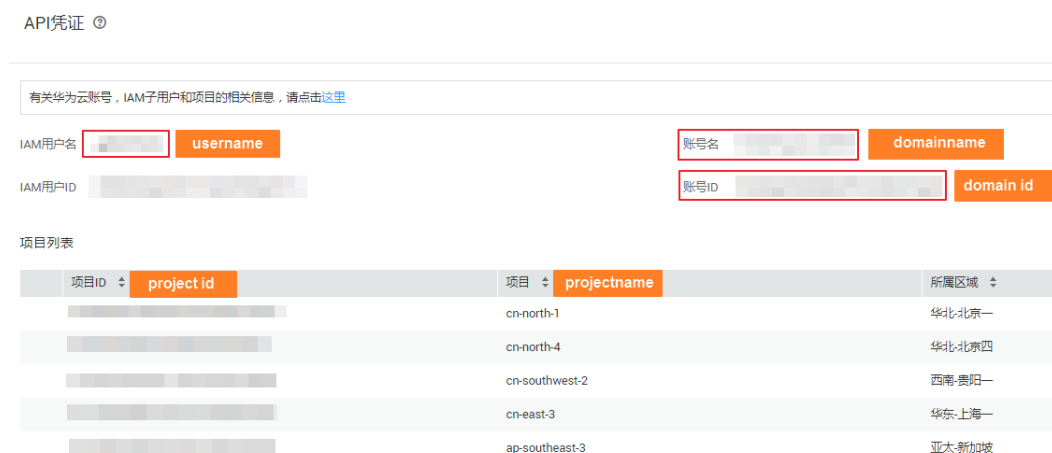 API凭证 ?
有关华为云账号，IAM子用户和项目的相关信息，请点击这里
IAM用户名 username 账号名 domainname
IAM用户ID 账号ID domain id
项目列表
项目ID project id 项目 projectname 所属区域
cn-north-1 华北-北京一
cn-north-4 华北-北京四
cn-southwest-2 西南-贵阳一
cn-east-3 华东-上海一
ap-southeast-3 亚太-新加坡